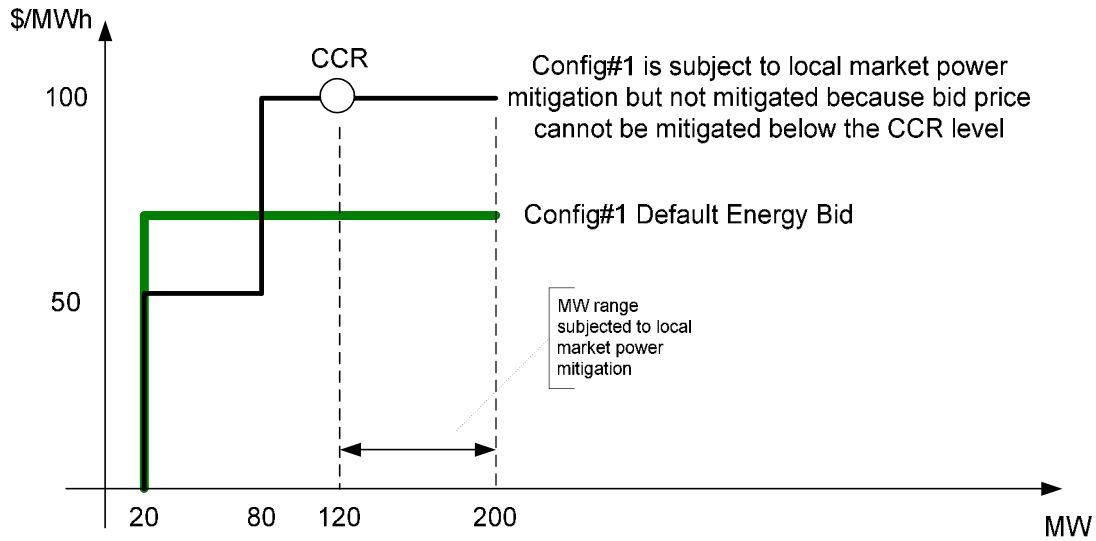 $/MWh
CCR
Config#1 is subject to local market power
mitigation but not mitigated because bid price
cannot be mitigated below the CCR level
100
Config#1 Default Energy Bid
50
MW range
subjected to local
market power
mitigation
20
80
120
200
MW